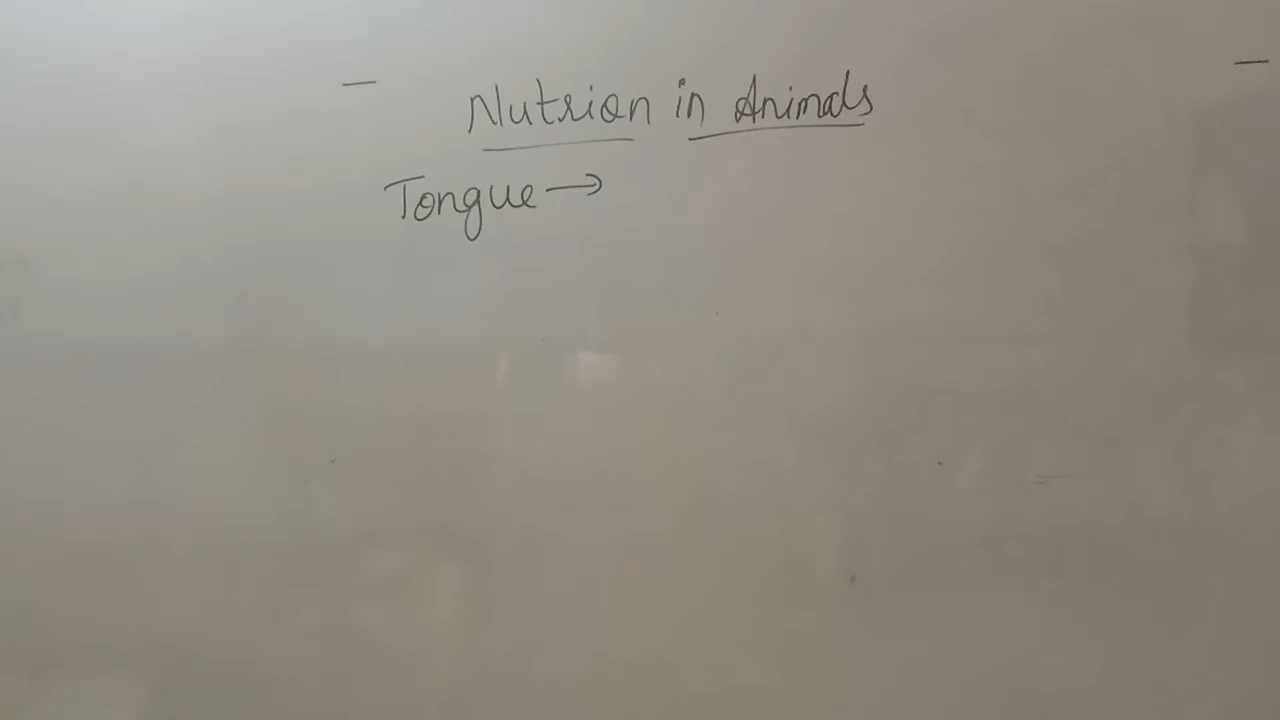 Nutrion in Animals
Tongue →